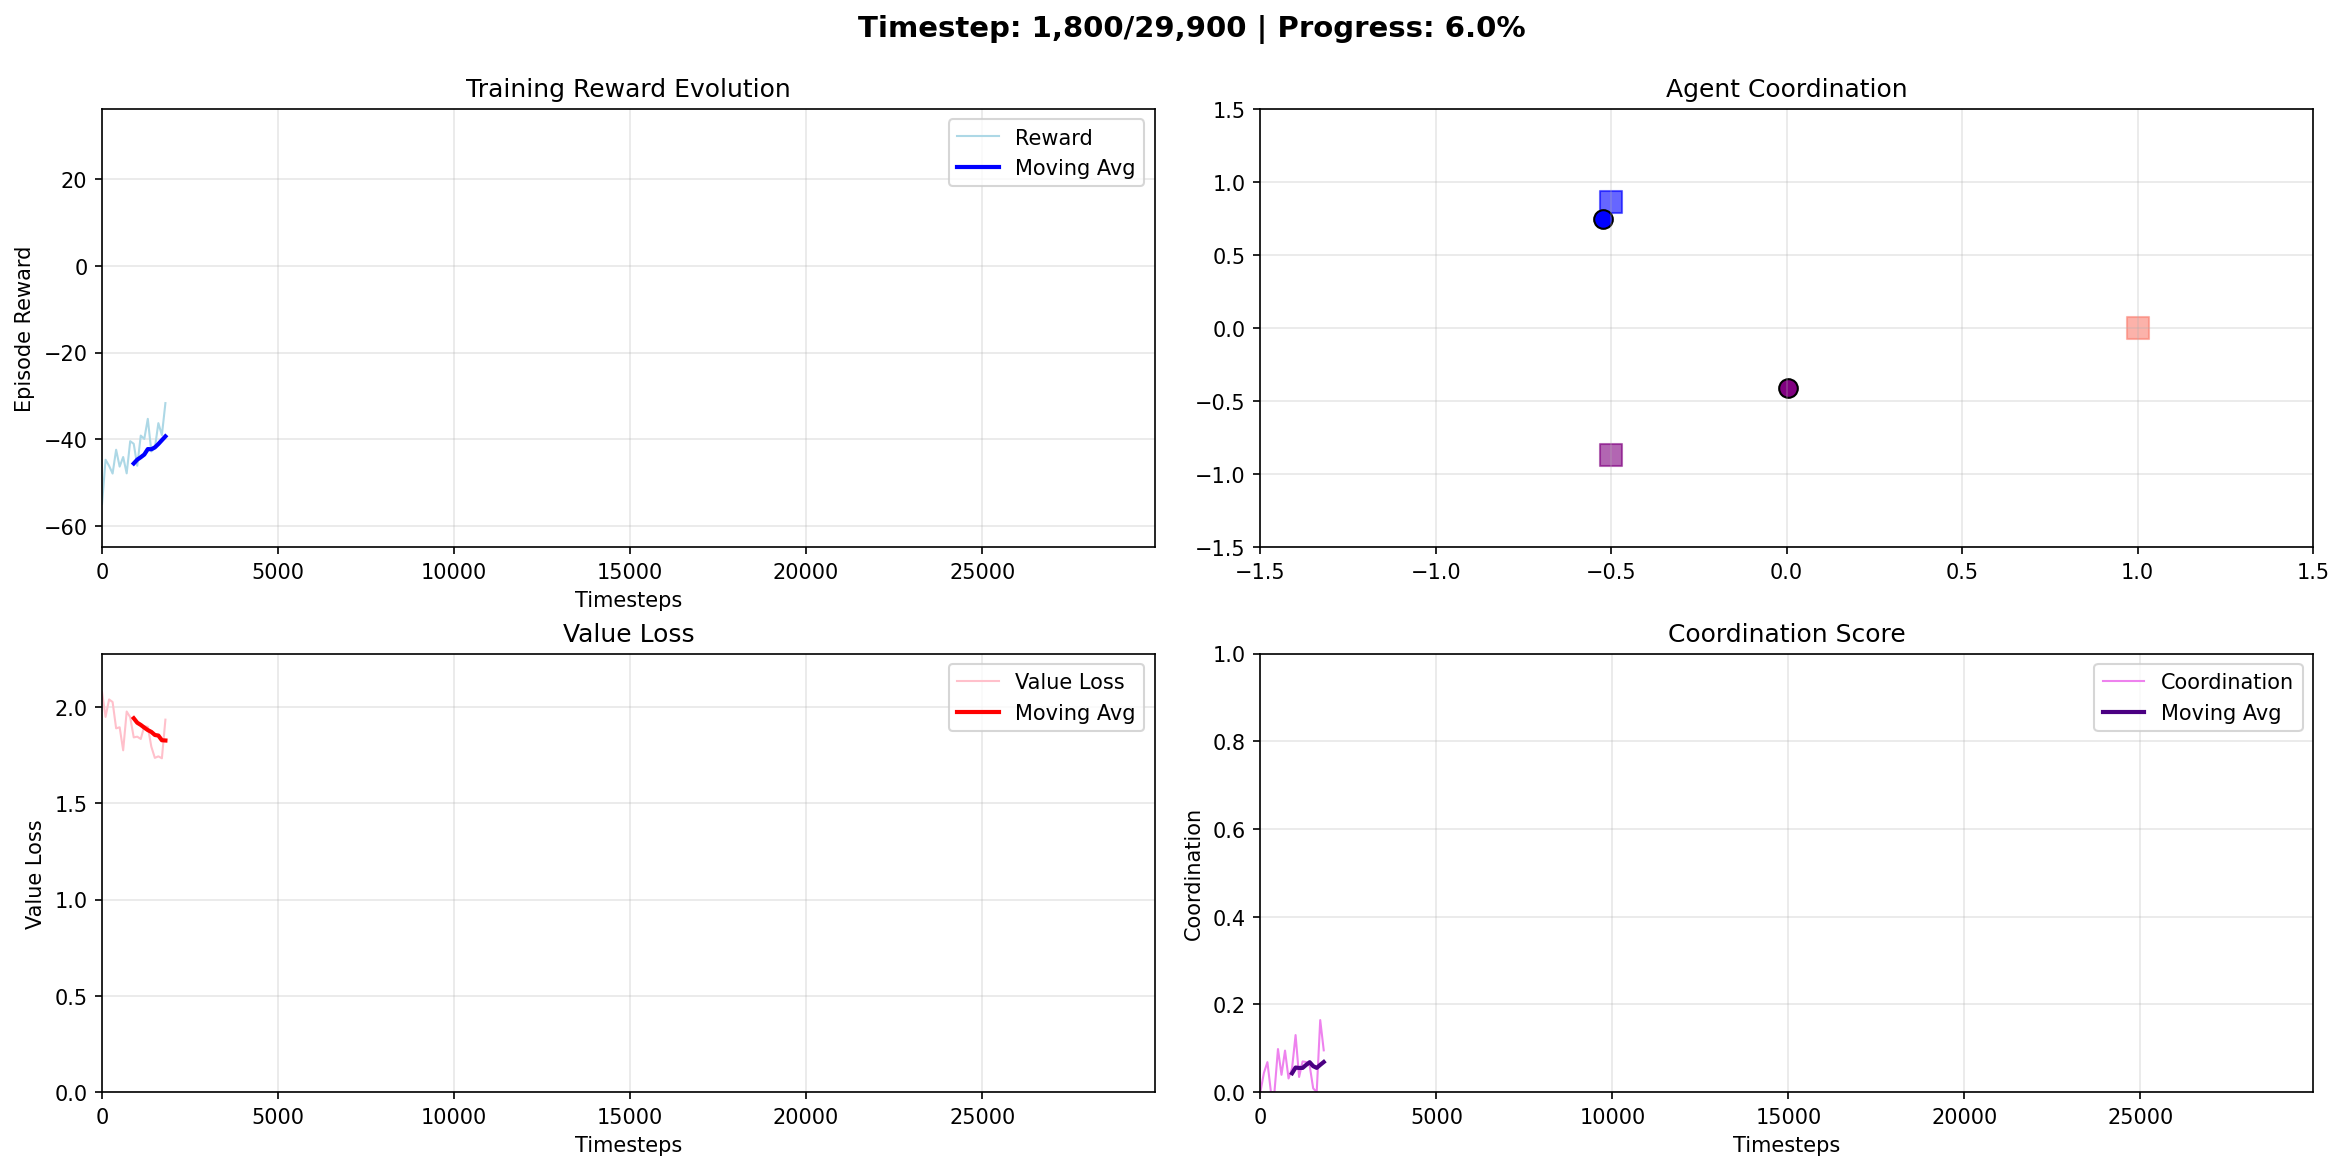 Timestep: 1,800/29,900 | Progress: 6.0%
Training Reward Evolution
Reward
Moving Avg
Episode Reward
20
0
−20
−40
−60
0 5000 10000 15000 20000 25000
Timesteps
Agent Coordination
1.5
1.0
0.5
0.0
−0.5
−1.0
−1.5
−1.5 −1.0 −0.5 0.0 0.5 1.0 1.5
Value Loss
Value Loss
Moving Avg
Value Loss
2.0
1.5
1.0
0.5
0.0
0 5000 10000 15000 20000 25000
Timesteps
Coordination Score
Coordination
Moving Avg
Coordination
1.0
0.8
0.6
0.4
0.2
0.0
0 5000 10000 15000 20000 25000
Timesteps